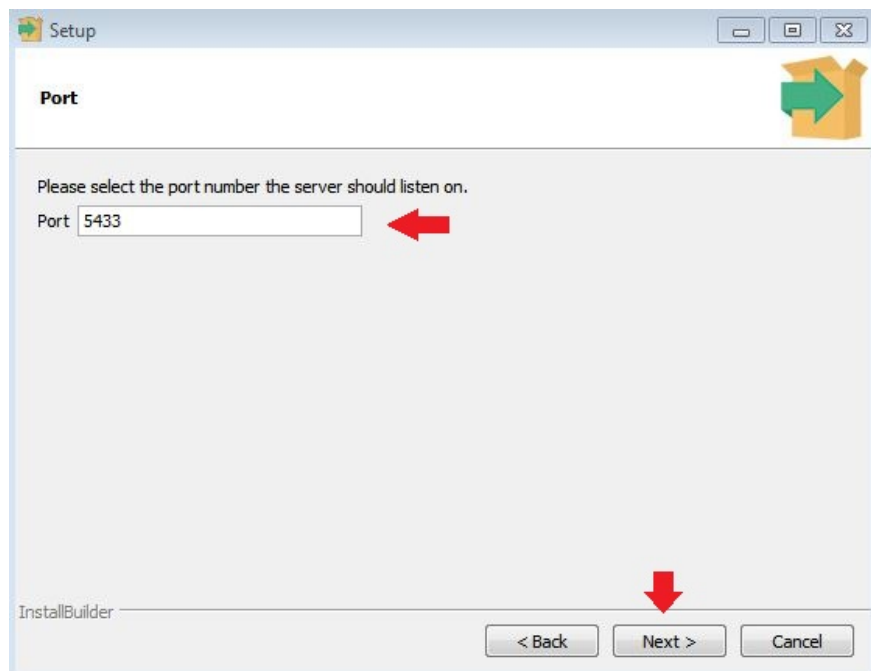 Setup
Port
Please select the port number the server should listen on.
Port 5433
InstallBuilder
< Back Next > Cancel